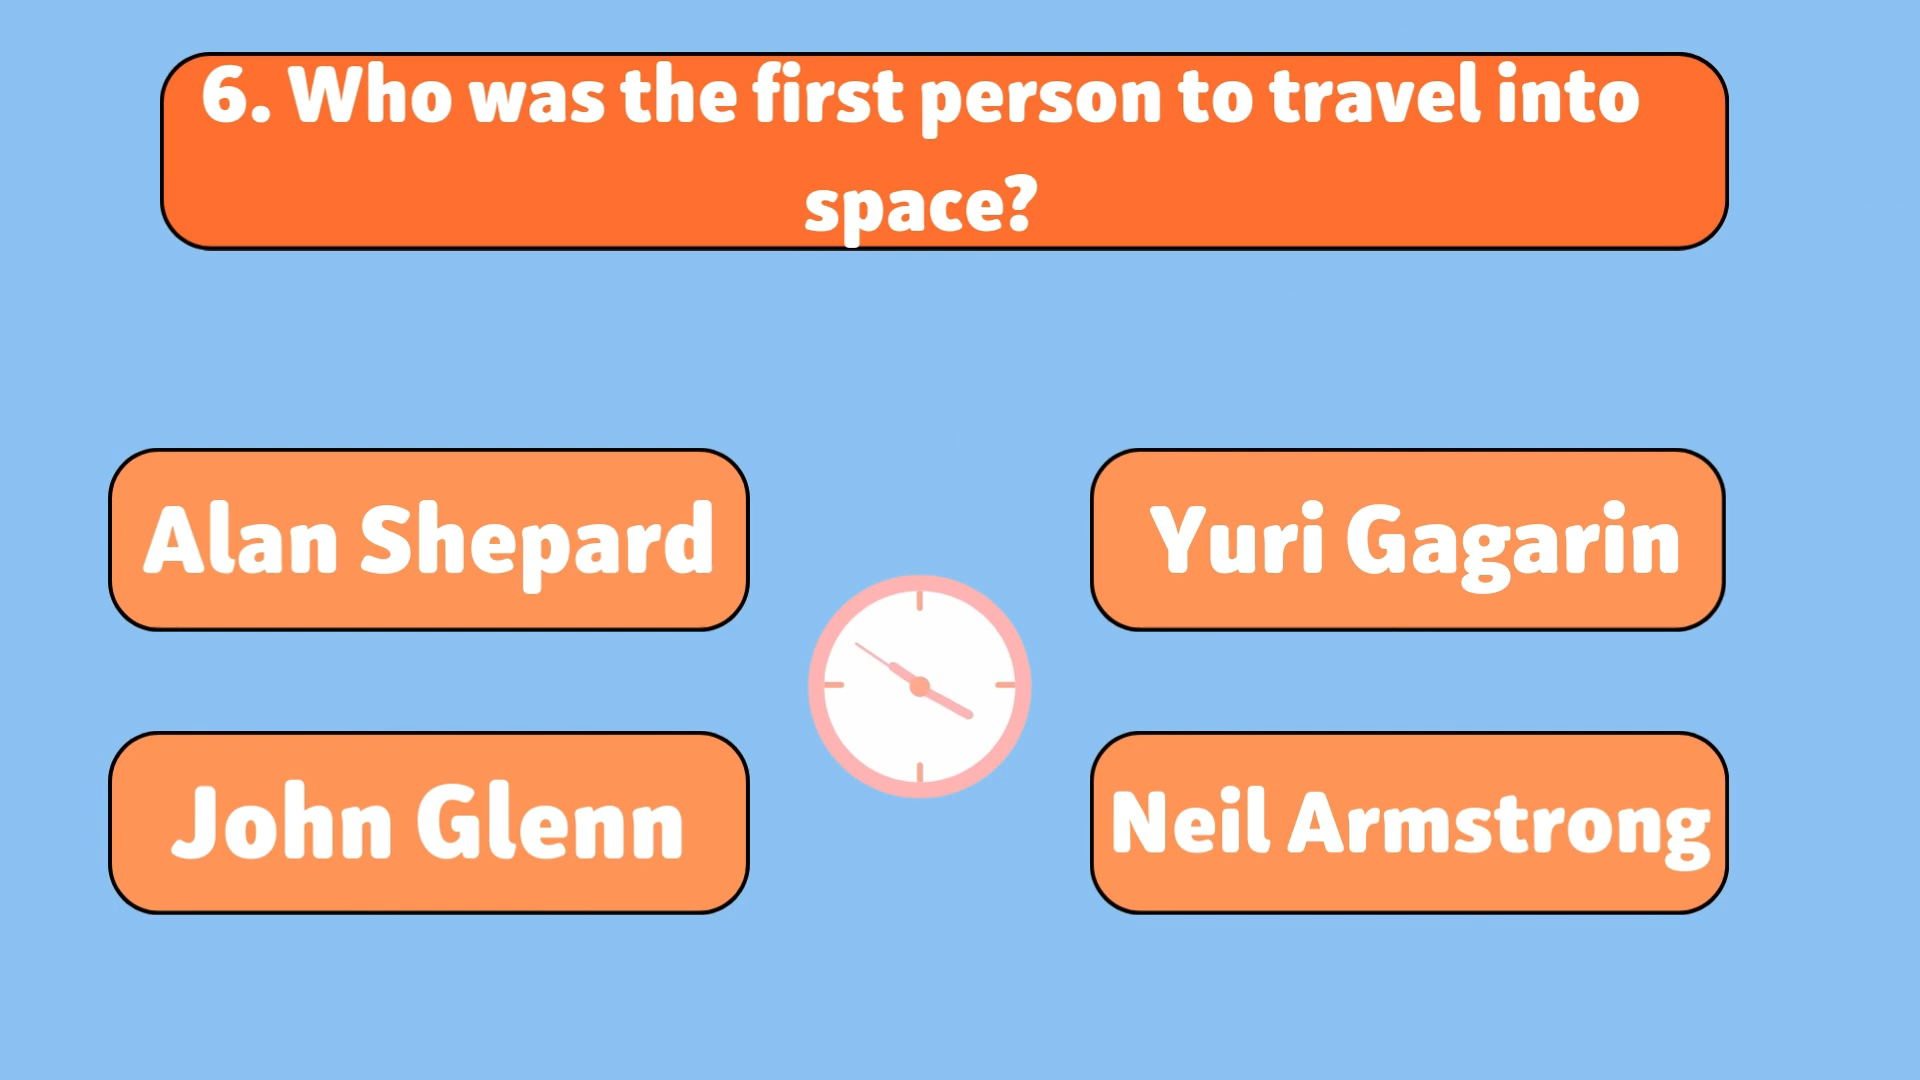 6. Who was the first person to travel into
space?
Alan Shepard
Yuri Gagarin
John Glenn
Neil Armstrong